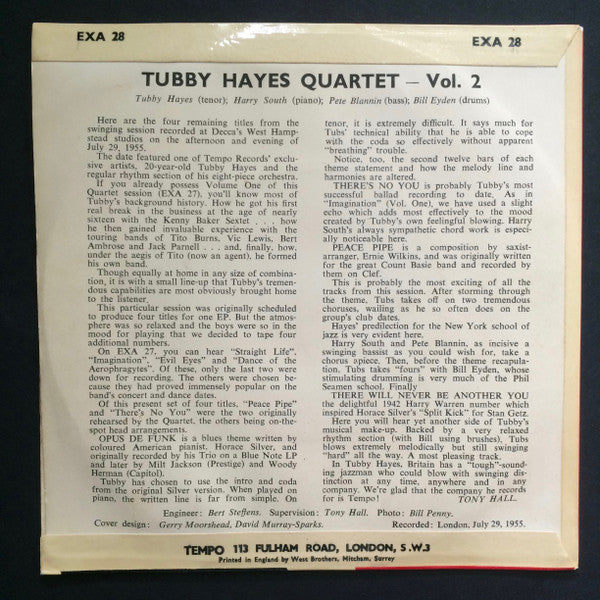 EXA 28
EXA 28
TUBBY HAYES QUARTET – Vol. 2
Tubby Hayes (tenor); Harry South (piano); Pete Blannin (bass); Bill Eyden (drums)
Here are the four remaining titles from the
swinging session recorded at Decca's West Hamp-
stead studios on the afternoon and evening of
July 29, 1955.
The date featured one of Tempo Records' exclu-
sive artists, 20-year-old Tubby Hayes and the
regular rhythm section of his eight-piece orchestra.
If you already possess Volume One of this
Quartet session (EXA 27), you'll know most of
Tubby's background history. How he got his first
real break in the business at the age of nearly
sixteen with the Kenny Baker Sextet . . . how
he then gained invaluable experience with the
touring bands of Tito Burns, Vic Lewis, Bert
Ambrose and Jack Parnell . . . and, finally, how,
under the aegis of Tito (now an agent), he formed
his own band.
Though equally at home in any size of combina-
tion, it is with a small line-up that Tubby's tremen-
dous capabilities are most obviously brought home
to the listener.
This particular session was originally scheduled
to produce four titles for one EP. But the atmo-
sphere was so relaxed and the boys were so in the
mood for playing that we decided to tape four
additional numbers.
On EXA 27, you can hear "Straight Life",
"Imagination", "Evil Eyes" and "Dance of the
Aerophragytes". Of these, only the last two were
down for recording. The others were chosen be-
cause they had proved immensely popular on the
band's concert and dance dates.
Of this present set of four titles, "Peace Pipe"
and "There's No You" were the two originally
rehearsed by the Quartet, the others being on-the-
spot head arrangements.
OPUS DE FUNK is a blues theme written by
coloured American pianist, Horace Silver, and
originally recorded by his Trio on a Blue Note LP
and later by Milt Jackson (Prestige) and Woody
Herman (Capitol).
Tubby has chosen to use the intro and coda
from the original Silver version. When played on
piano, the written line is far from simple. On
tenor, it is extremely difficult. It says much for
Tubs' technical ability that he is able to cope
with the coda so effectively without apparent
"breathing" trouble.
Notice, too, the second twelve bars of each
theme statement and how the melody line and
harmonies are altered.
THERE'S NO YOU is probably Tubby's most
successful ballad recording to date, As in
"Imagination" (Vol. One), we have used a slight
echo which adds most effectively to the mood
created by Tubby's own feelingful blowing. Harry
South's always sympathetic chord work is especi-
ally noticeable here.
PEACE PIPE is a composition by saxist-
arranger, Ernie Wilkins, and was originally written
for the great Count Basie band and recorded by
them on Clef.
This is probably the most exciting of all the
tracks from this session. After storming through
the theme, Tubs takes off on two tremendous
choruses, wailing as he so often does on the
group's club dates.
Hayes' predilection for the New York school of
jazz is very evident here.
Harry South and Pete Blannin, as incisive a
swinging bassist as you could wish for, take a
chorus apiece. Then, before the theme recapula-
tion, Tubs takes "fours" with Bill Eyden, whose
stimulating drumming is very much of the Phil
Seamen school. Finally
THERE WILL NEVER BE ANOTHER YOU
the delightful 1942 Harry Warren number which
inspired Horace Silver's "Split Kick" for Stan Getz.
Here you will hear yet another side of Tubby's
musical make-up. Backed by a very relaxed
rhythm section (with Bill using brushes), Tubs
blows extremely melodically but still swinging
"hard" all the way. A most pleasing track.
In Tubby Hayes, Britain has a "tough"-sound-
ing jazzman who could blow with swinging dis-
tinction at any time, anywhere and in any
company. We're glad that the company he records
for is Tempo! TONY HALL.
Engineer: Bert Steffens. Supervision: Tony Hall. Photo: Bill Penny.
Cover design: Gerry Moorshead, David Murray-Sparks. Recorded: London, July 29, 1955.
TEMPO 113 FULHAM ROAD, LONDON, S.W.3
Printed in England by West Brothers, Mitcham, Surrey